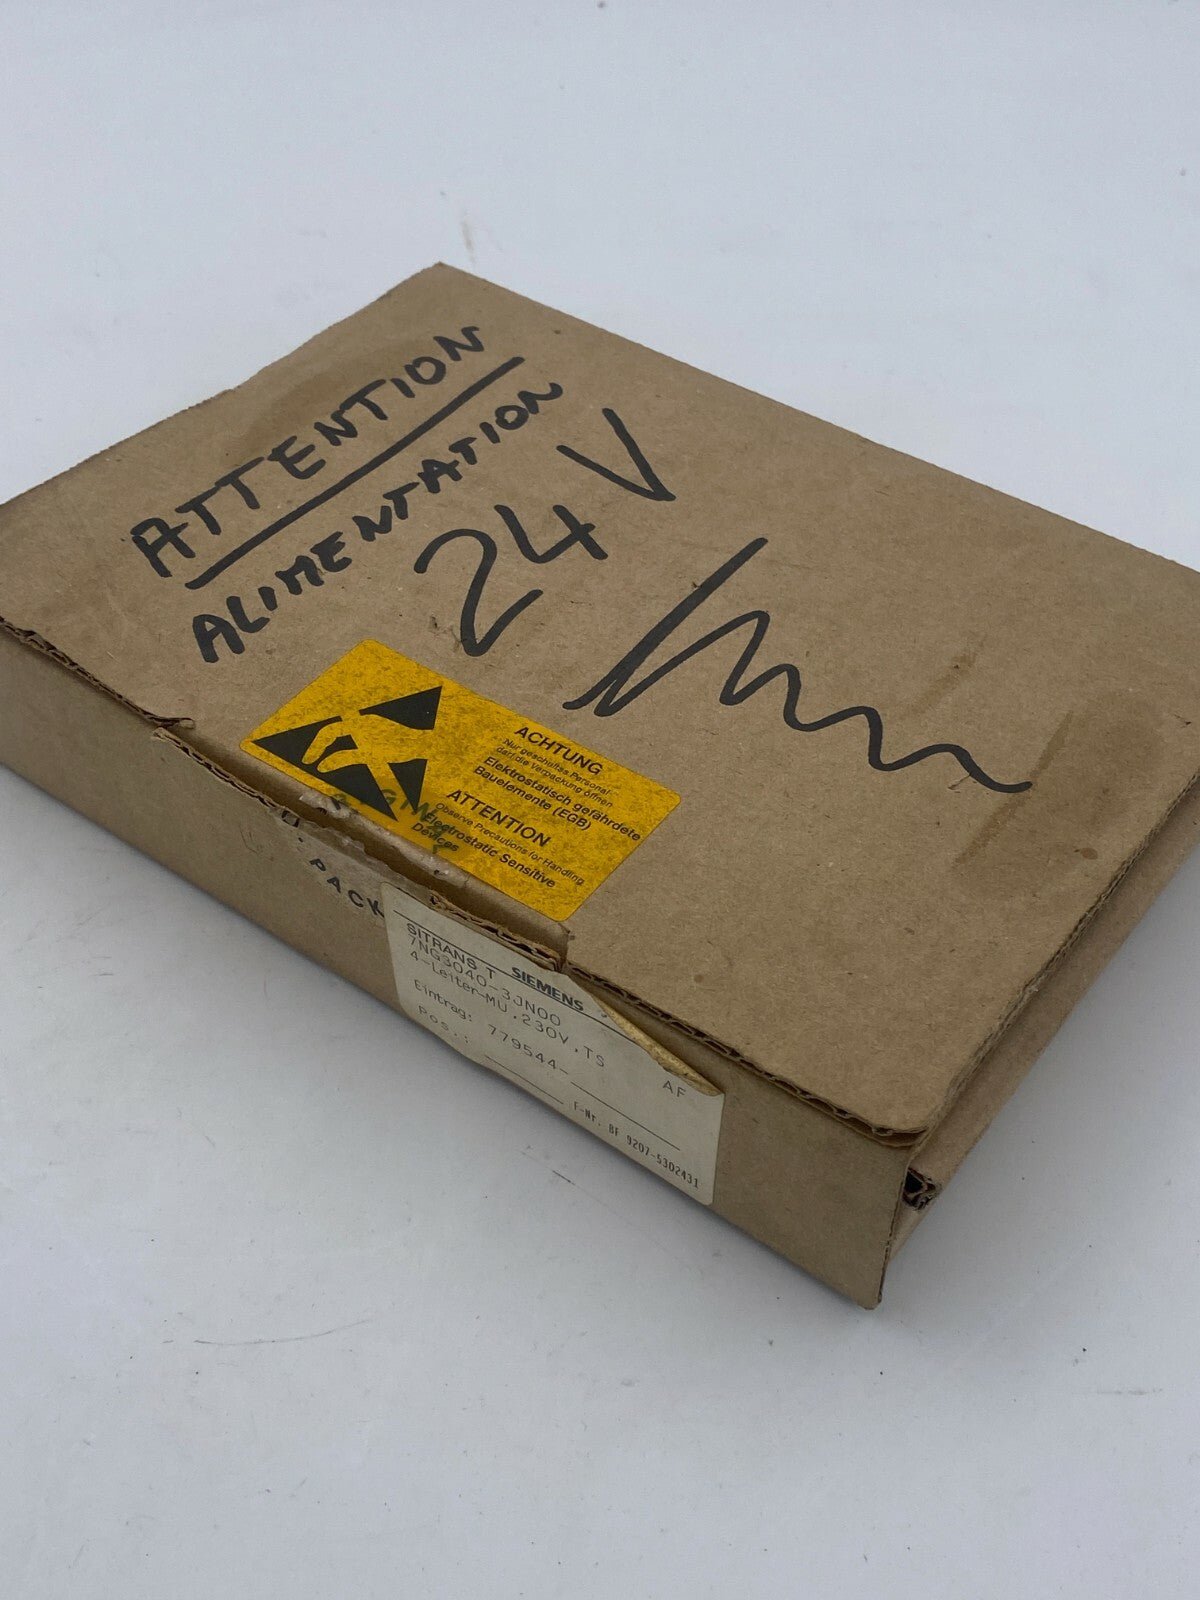 ATTENTION
ALIMENTATION
24 V
ACHTUNG
Nur geschultes Personal
darf die Verpackung öffnen
Elektrostatisch gefährdete
Bauelemente (EGB)
ATTENTION
Observe Precautions for Handling
Electrostatic Sensitive
Devices
PACK
SITRANS T SIEMENS
7NG3040-3JN00
4-Leiter-MU,230V,TS AF
Eintrag: 779544-
Pos.:
F-Nr. BF 9207-5302431